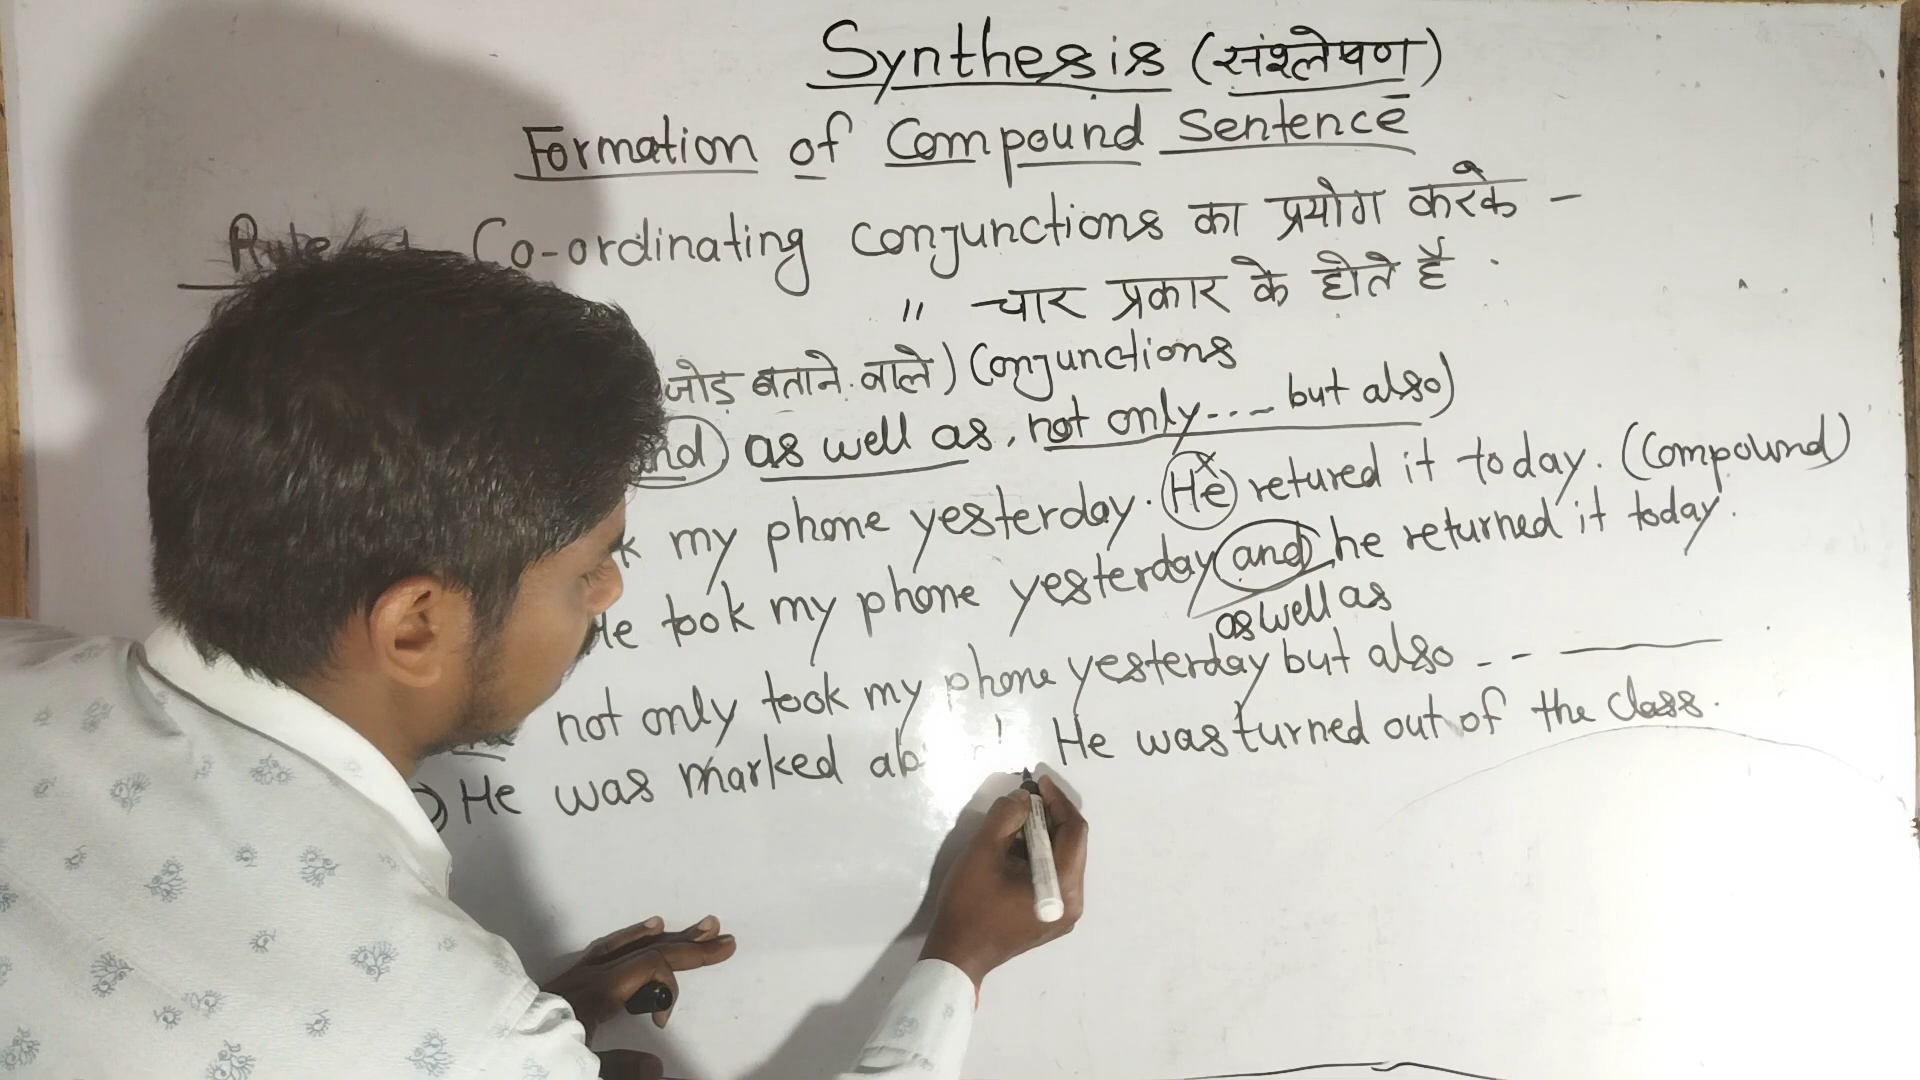 Synthesis (संश्लेषण)
Formation of Compound Sentence
Co-ordinating conjunctions का प्रयोग करके -
" चार प्रकार के होते है
जोड़ बताने वाले) Conjunctions
as well as, not only---- but also)
my phone yesterday. He retured it today. (Compound)
took my phone yesterday and he returned it today.
as well as
not only took my phone yesterday but also --
He was marked He was turned out of the class.